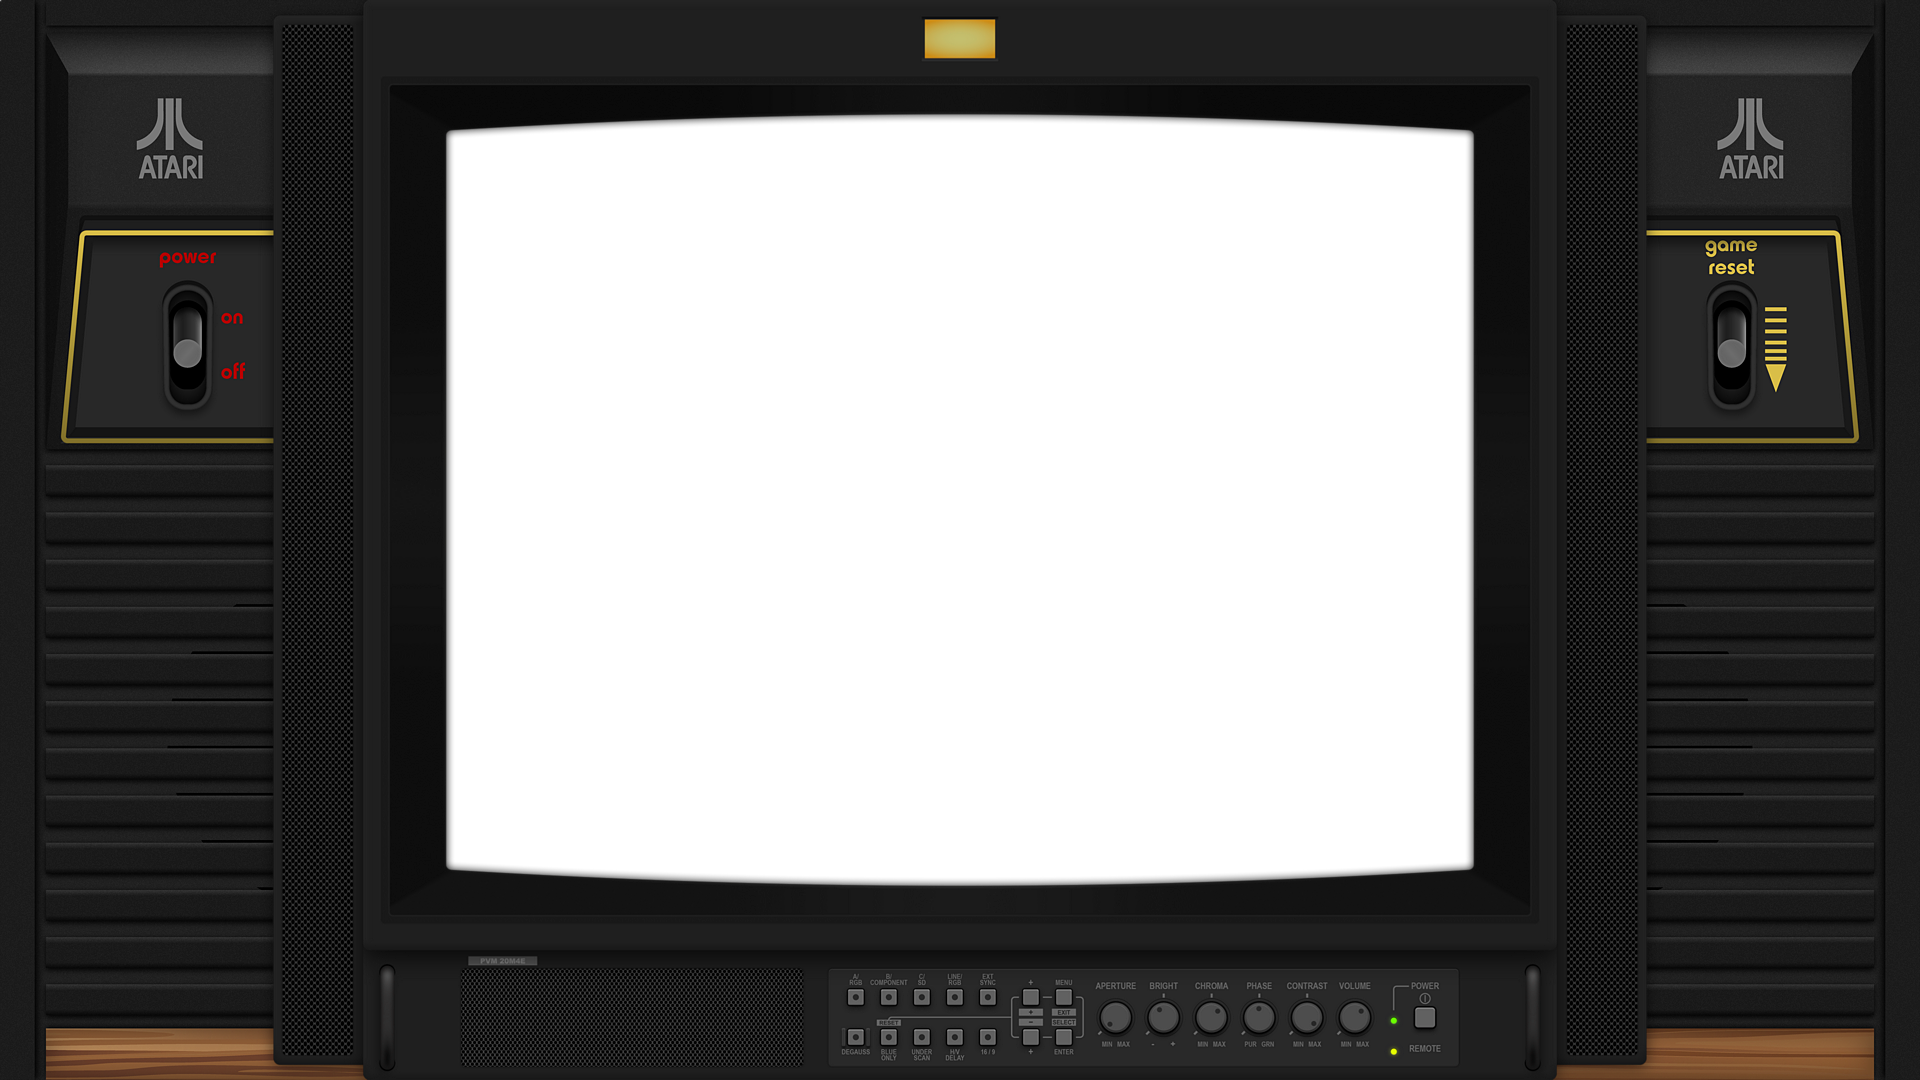 ATARI
ATARI
power
on
off
game
reset
PVM 20M4E
A/
RGB
B/
COMPONENT
C/
SD
LINE/
RGB
EXT
SYNC
+
MENU
+
EXIT
−
SELECT
RESET
DEGAUSS
BLUE
ONLY
UNDER
SCAN
H/V
DELAY
16 / 9
+
ENTER
APERTURE
BRIGHT
CHROMA
PHASE
CONTRAST
VOLUME
MIN MAX
- +
MIN MAX
PUR GRN
MIN MAX
MIN MAX
POWER
REMOTE